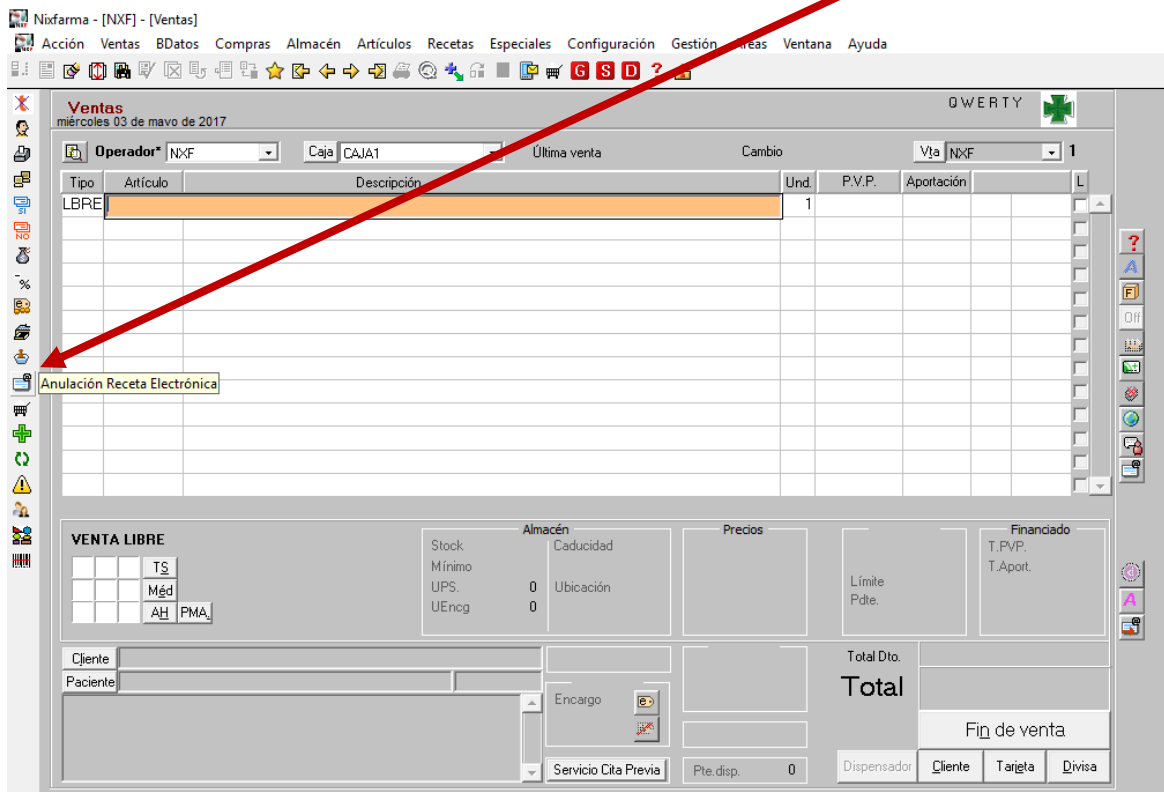 Nixfarma - [NXF] - [Ventas]
Acción Ventas BDatos Compras Almacén Artículos Recetas Especiales Configuración Gestión Áreas Ventana Ayuda
G S D ?
Ventas
QWERTY
miércoles 03 de mayo de 2017
Operador* NXF Caja CAJA1 Última venta Cambio Vta NXF 1
Tipo Artículo Descripción Und. P.V.P. Aportación L
LBRE 1
SI
NO
-%
?
A
F
Off
Anulación Receta Electrónica
VENTA LIBRE
TS
Méd
AH PMA.
Almacén
Stock Caducidad
Mínimo
UPS. 0 Ubicación
UEncg 0
Precios
Límite
Pdte.
Financiado
T.PVP.
T.Aport.
A
Cliente
Paciente
Encargo
e
Servicio Cita Previa
Pte.disp. 0
Total Dto.
Total
Fin de venta
Dispensador Cliente Tarjeta Divisa